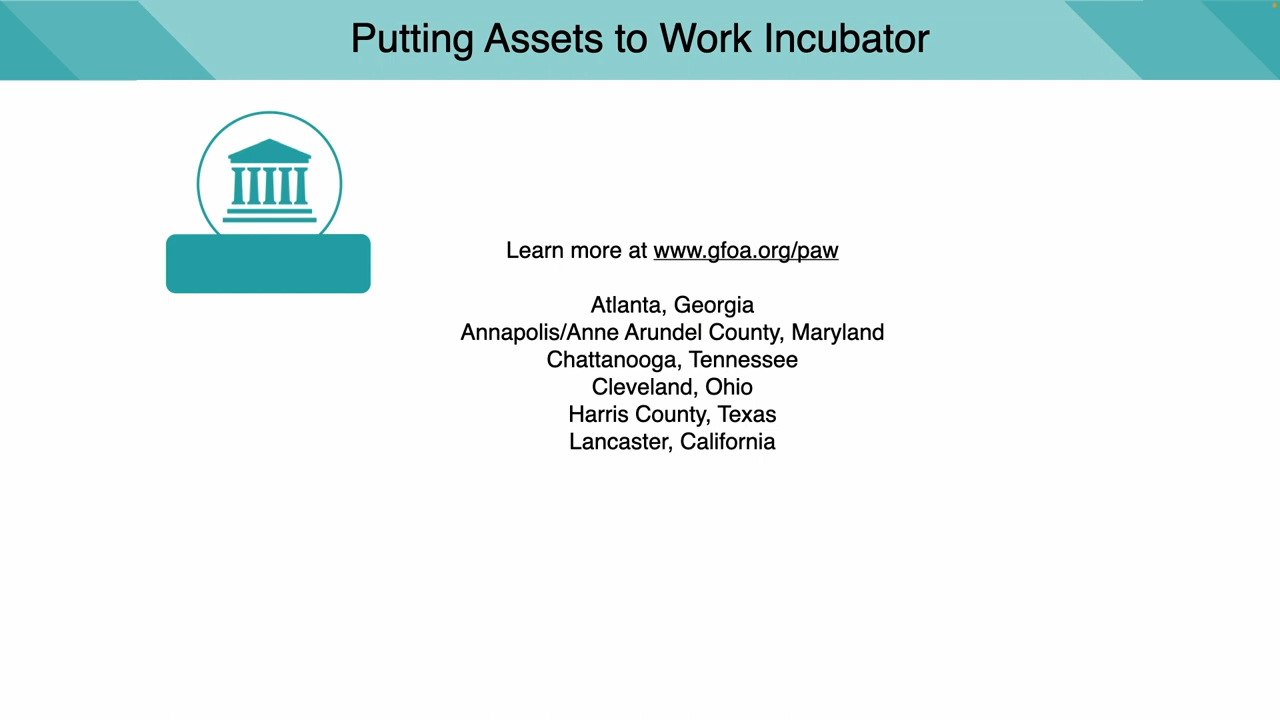 Putting Assets to Work Incubator
Learn more at www.gfoa.org/paw
Atlanta, Georgia
Annapolis/Anne Arundel County, Maryland
Chattanooga, Tennessee
Cleveland, Ohio
Harris County, Texas
Lancaster, California